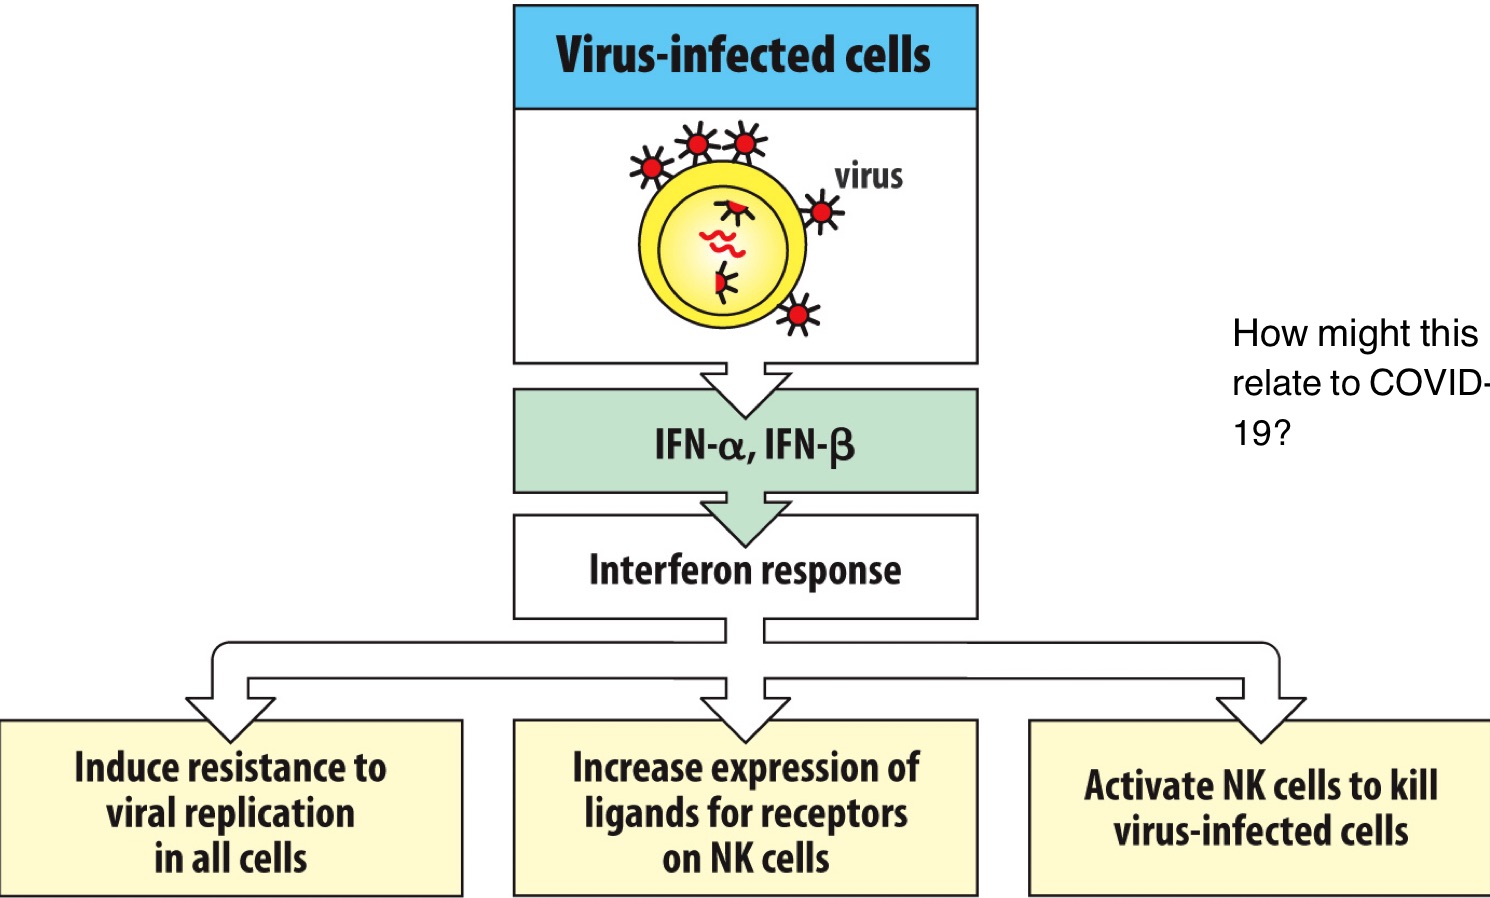 Virus-infected cells
virus
IFN-α, IFN-β
Interferon response
Induce resistance to
viral replication
in all cells
Increase expression of
ligands for receptors
on NK cells
Activate NK cells to kill
virus-infected cells
How might this
relate to COVID-
19?